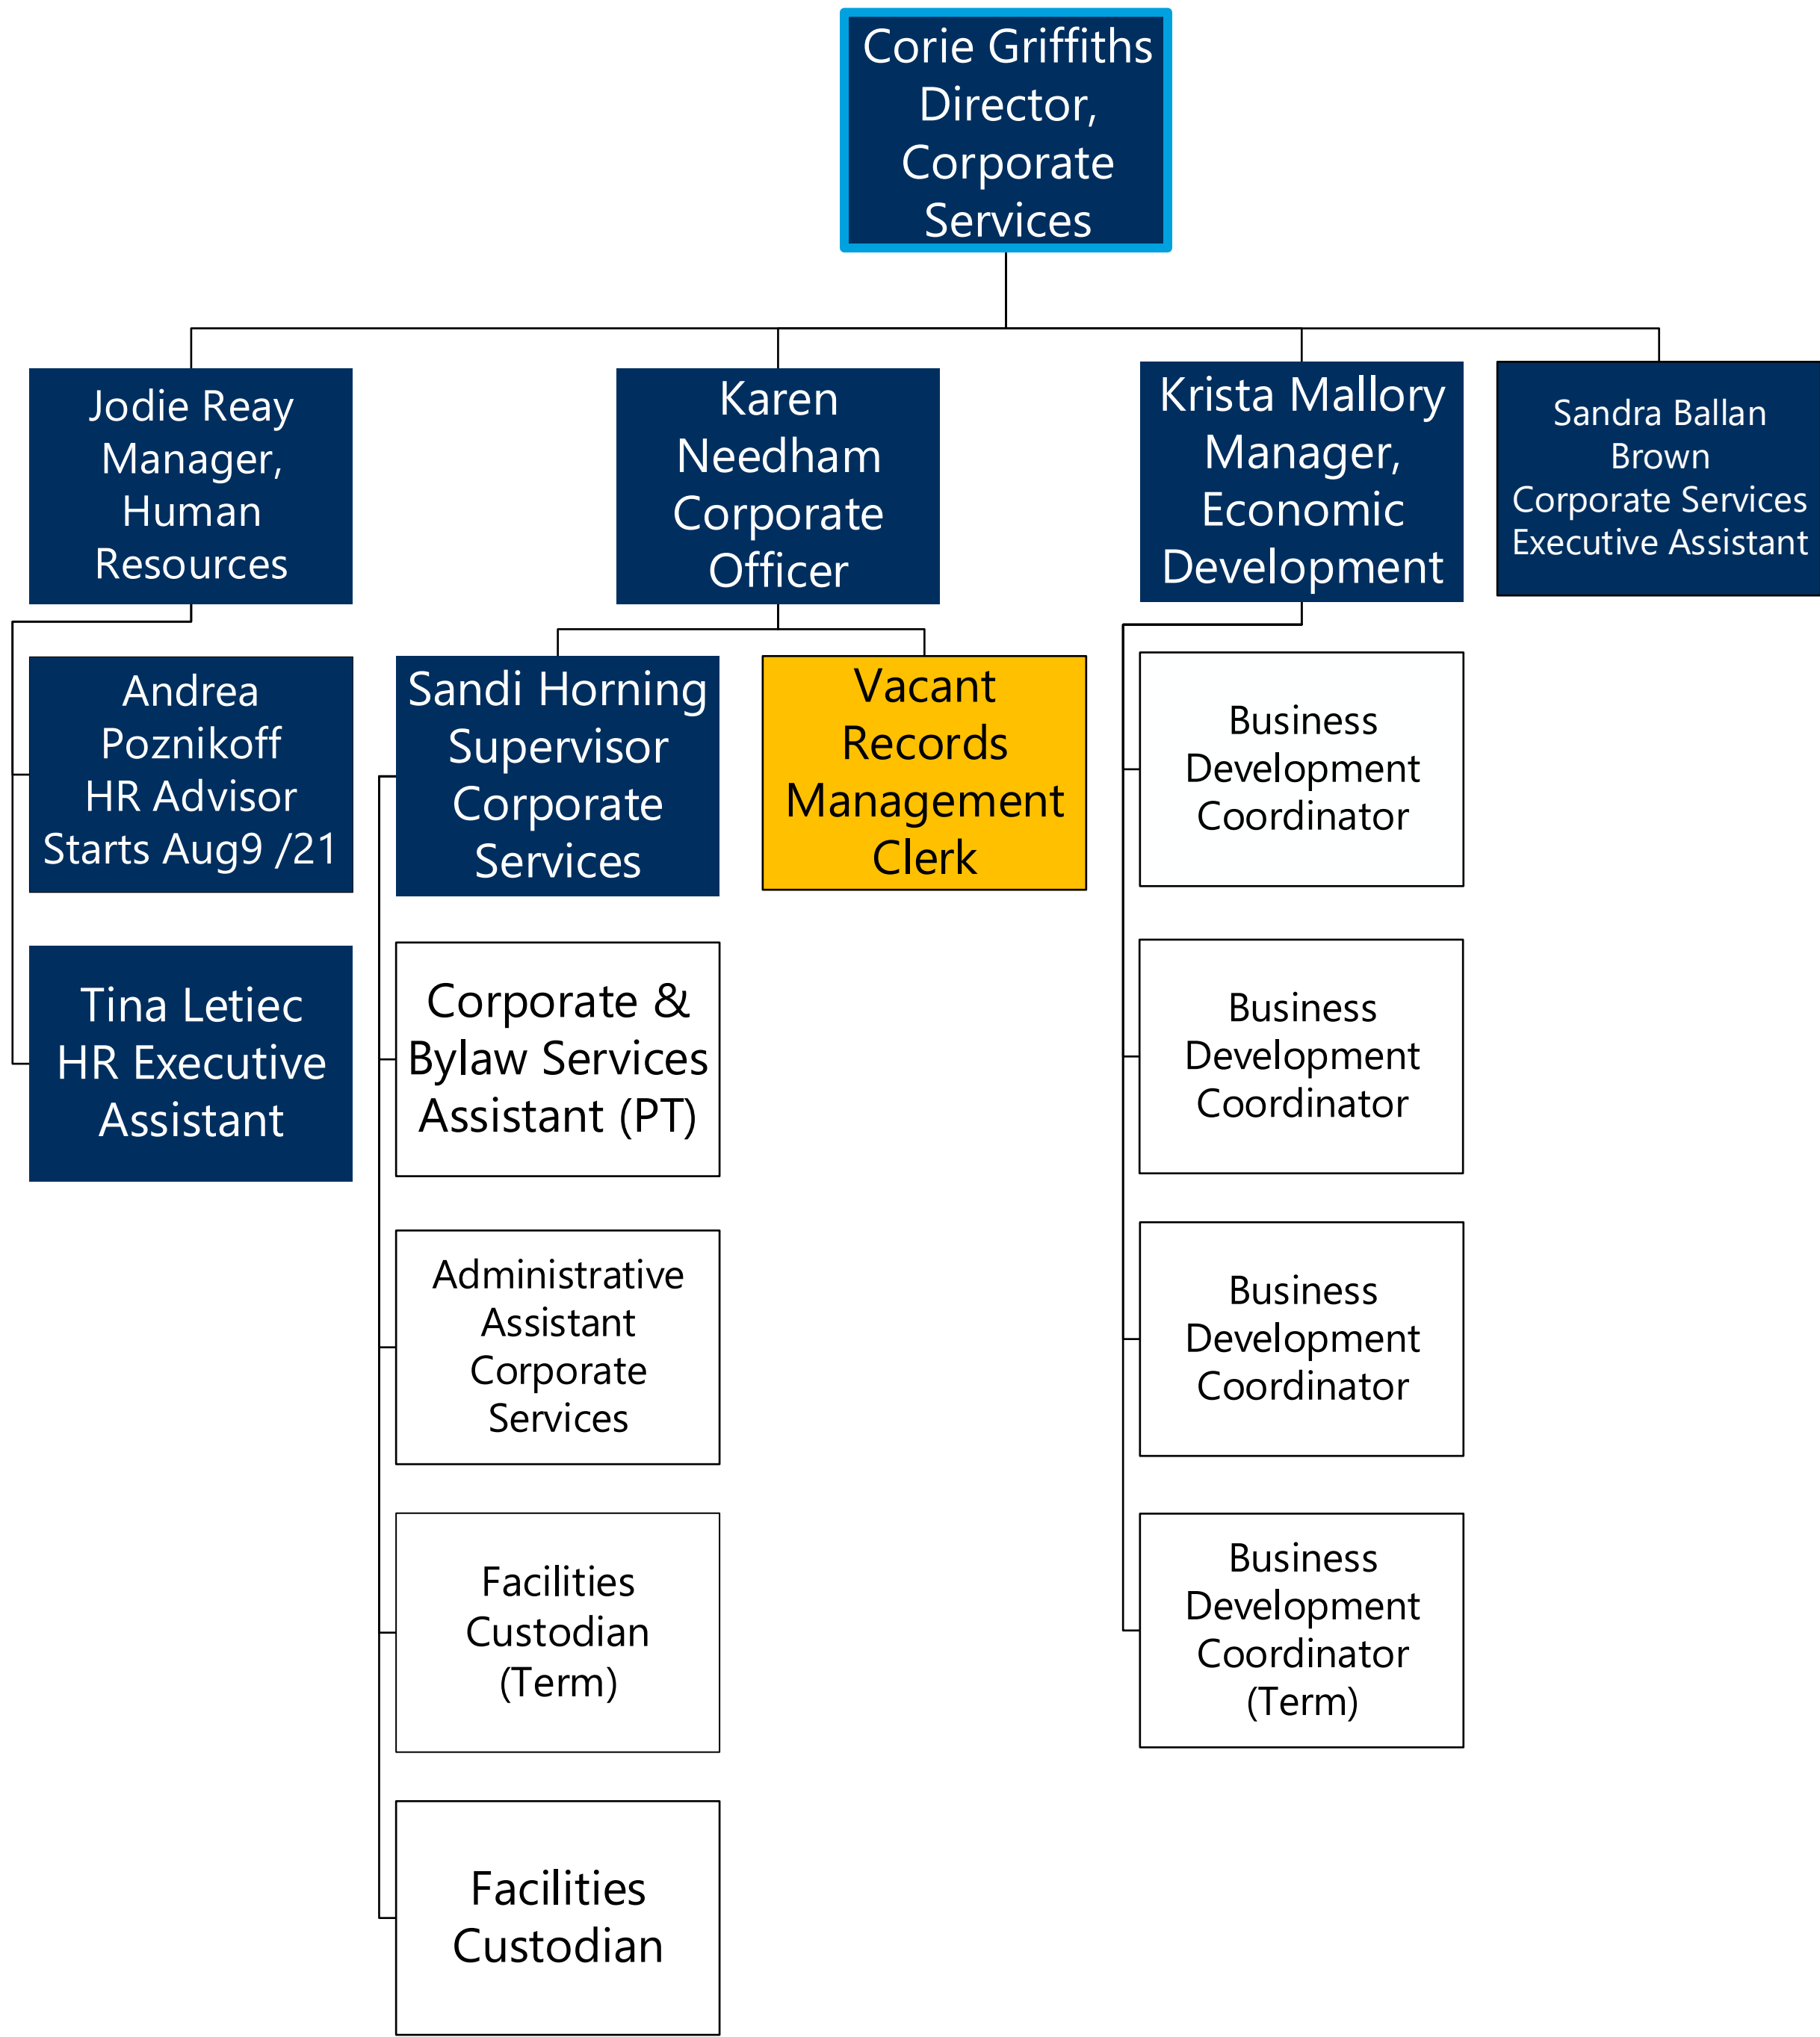 Corie Griffiths
Director,
Corporate
Services
Jodie Reay
Manager,
Human
Resources
Karen
Needham
Corporate
Officer
Krista Mallory
Manager,
Economic
Development
Sandra Ballan
Brown
Corporate Services
Executive Assistant
Andrea
Poznikoff
HR Advisor
Starts Aug9 /21
Tina Letiec
HR Executive
Assistant
Sandi Horning
Supervisor
Corporate
Services
Vacant
Records
Management
Clerk
Corporate &
Bylaw Services
Assistant (PT)
Administrative
Assistant
Corporate
Services
Facilities
Custodian
(Term)
Facilities
Custodian
Business
Development
Coordinator
Business
Development
Coordinator
Business
Development
Coordinator
Business
Development
Coordinator
(Term)